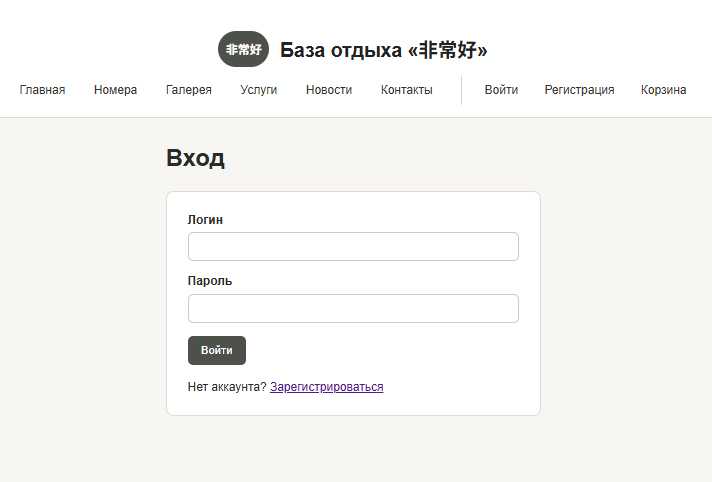 非常好 База отдыха «非常好»
Главная Номера Галерея Услуги Новости Контакты Войти Регистрация Корзина
Вход
Логин
Пароль
Войти
Нет аккаунта? Зарегистрироваться